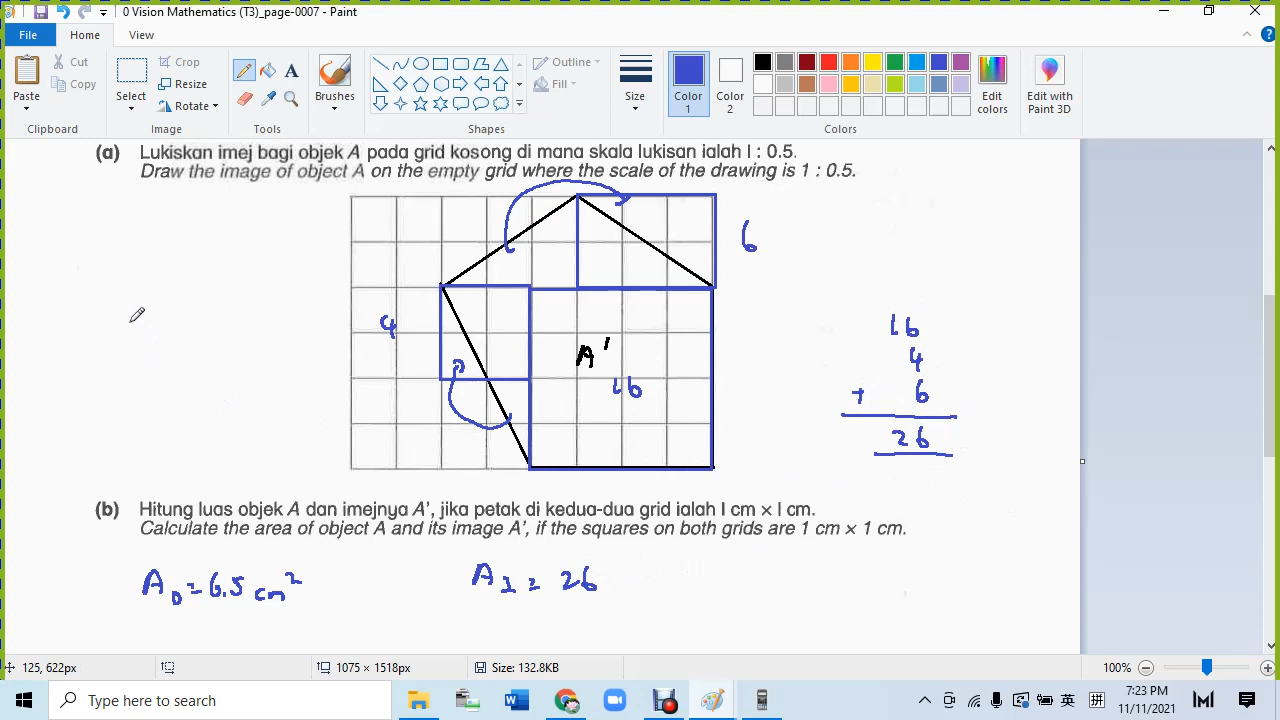 0 Vision Mathematics (T3)_page-0007 - Paint
File Home View
Paste
Cut
Copy
Clipboard
Select
Crop
Resize
Rotate
Image
A
Tools
Brushes
Outline
Fill
Shapes
Size
Color 1
Color 2
Edit colors
Edit with Paint 3D
Colors
(a) Lukiskan imej bagi objek A pada grid kosong di mana skala lukisan ialah 1 : 0.5.
Draw the image of object A on the empty grid where the scale of the drawing is 1 : 0.5.
6
4
A'
16
16
4
+ 6
26
(b) Hitung luas objek A dan imejnya A', jika petak di kedua-dua grid ialah 1 cm × 1 cm.
Calculate the area of object A and its image A', if the squares on both grids are 1 cm × 1 cm.
A₀ = 6.5 cm²
A_I = 26
125, 622px
1075 × 1518px
Size: 132.8KB
100%
Type here to search
英
拼
7:23 PM
11/11/2021